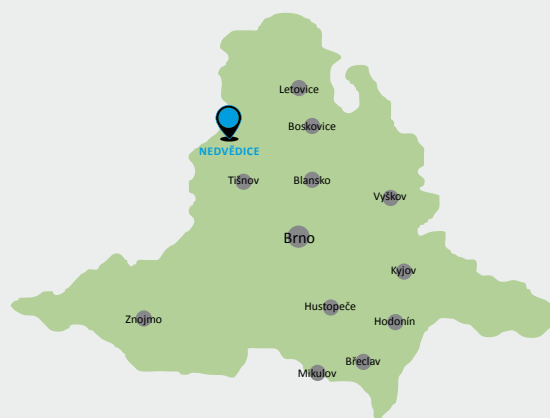 Letovice
Boskovice
NEDVĚDICE
Tišnov
Blansko
Vyškov
Brno
Kyjov
Hustopeče
Znojmo
Hodonín
Břeclav
Mikulov